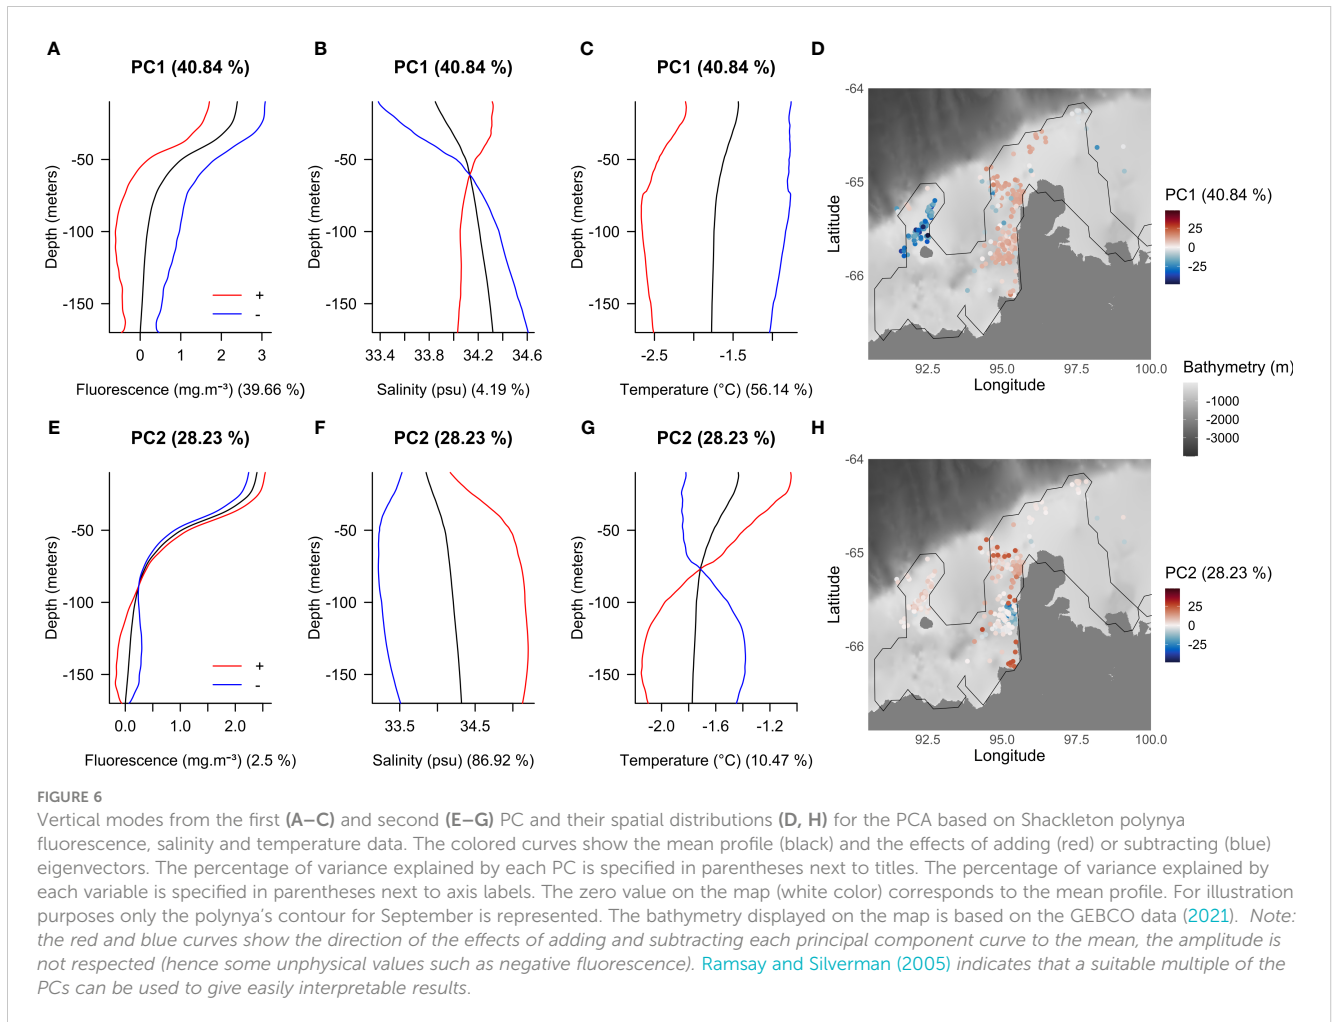 A
B
C
D
PC1 (40.84 %)
PC1 (40.84 %)
PC1 (40.84 %)
Depth (meters)
-50
-100
-150
+
-
0
1
2
3
Fluorescence (mg.m⁻³) (39.66 %)
Depth (meters)
-50
-100
-150
33.4
33.8
34.2
34.6
Salinity (psu) (4.19 %)
Depth (meters)
-50
-100
-150
-2.5
-1.5
Temperature (°C) (56.14 %)
Latitude
-64
-65
-66
92.5
95.0
97.5
100.0
Longitude
PC1 (40.84 %)
25
0
-25
Bathymetry (m)
-1000
-2000
-3000
E
F
G
H
PC2 (28.23 %)
PC2 (28.23 %)
PC2 (28.23 %)
Depth (meters)
-50
-100
-150
+
-
0.0
1.0
2.0
Fluorescence (mg.m⁻³) (2.5 %)
Depth (meters)
-50
-100
-150
33.5
34.5
Salinity (psu) (86.92 %)
Depth (meters)
-50
-100
-150
-2.0
-1.6
-1.2
Temperature (°C) (10.47 %)
Latitude
-64
-65
-66
92.5
95.0
97.5
100.0
Longitude
PC2 (28.23 %)
25
0
-25
FIGURE 6
Vertical modes from the first (A–C) and second (E–G) PC and their spatial distributions (D, H) for the PCA based on Shackleton polynya
fluorescence, salinity and temperature data. The colored curves show the mean profile (black) and the effects of adding (red) or subtracting (blue)
eigenvectors. The percentage of variance explained by each PC is specified in parentheses next to titles. The percentage of variance explained by
each variable is specified in parentheses next to axis labels. The zero value on the map (white color) corresponds to the mean profile. For illustration
purposes only the polynya's contour for September is represented. The bathymetry displayed on the map is based on the GEBCO data (2021). Note:
the red and blue curves show the direction of the effects of adding and subtracting each principal component curve to the mean, the amplitude is
not respected (hence some unphysical values such as negative fluorescence). Ramsay and Silverman (2005) indicates that a suitable multiple of the
PCs can be used to give easily interpretable results.